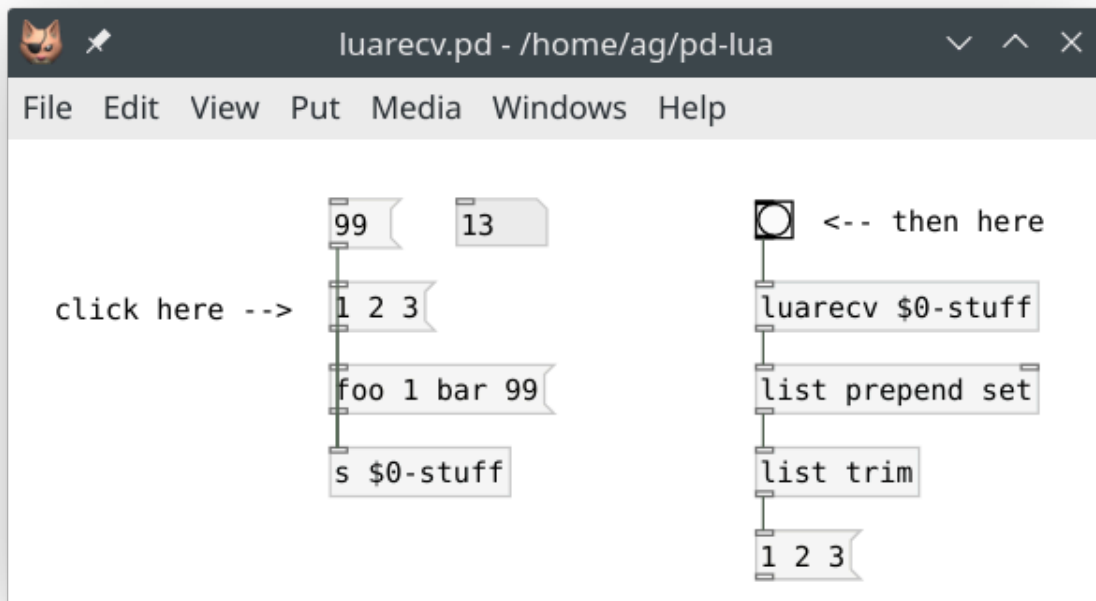 luarecv.pd - /home/ag/pd-lua
File Edit View Put Media Windows Help
99
13
<-- then here
click here -->
1 2 3
luarecv $0-stuff
foo 1 bar 99
list prepend set
s $0-stuff
list trim
1 2 3